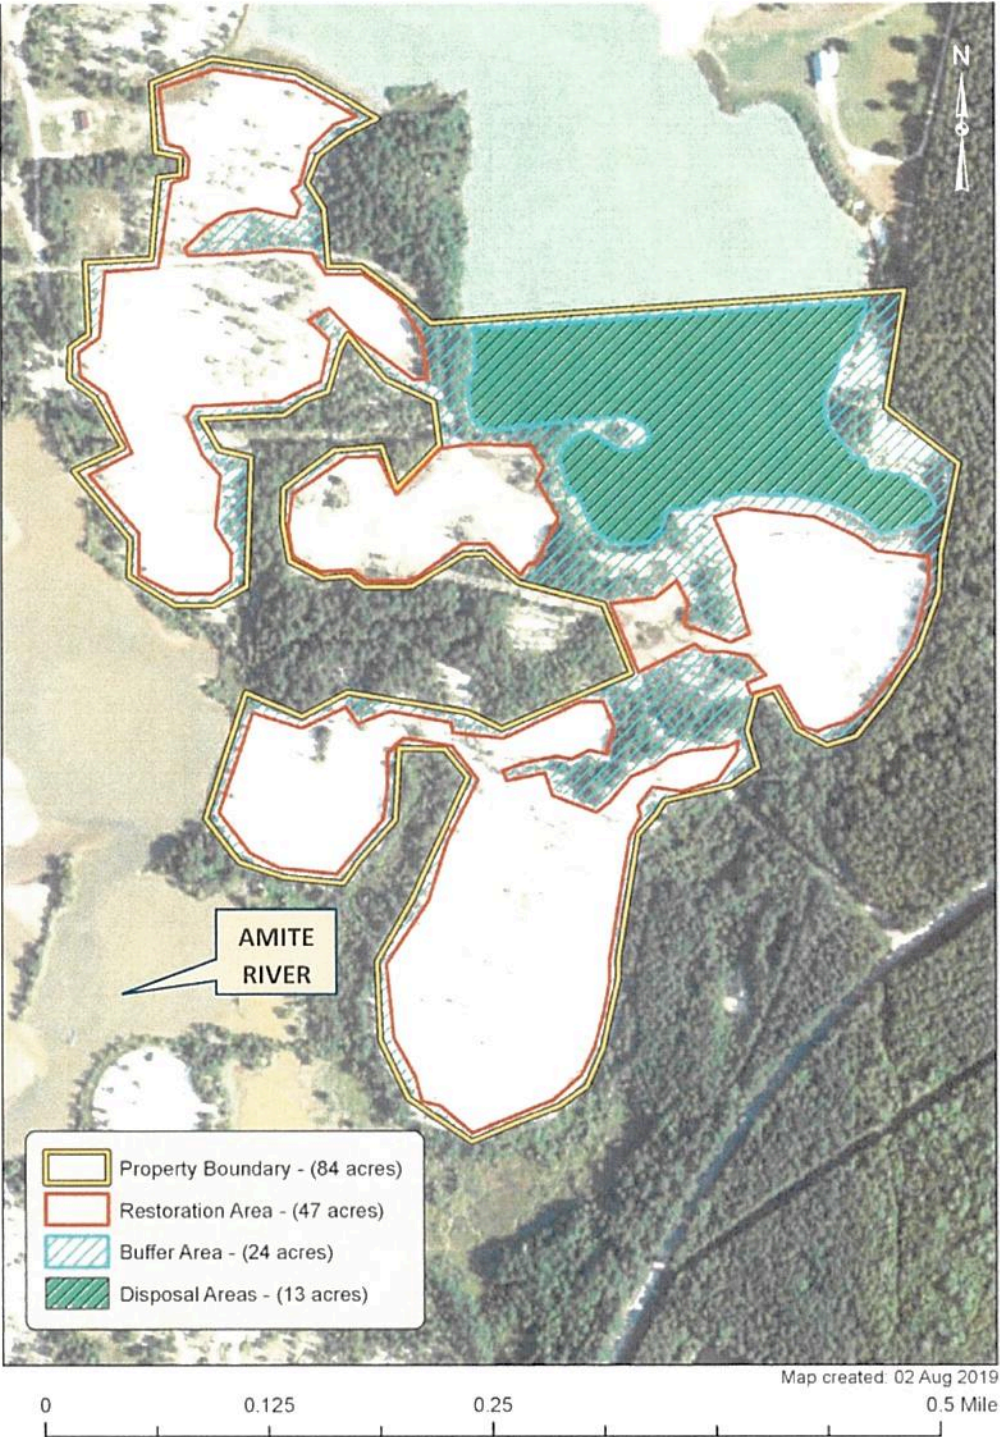 N
AMITE
RIVER
Property Boundary - (84 acres)
Restoration Area - (47 acres)
Buffer Area - (24 acres)
Disposal Areas - (13 acres)
Map created: 02 Aug 2019
0 0.125 0.25 0.5 Mile